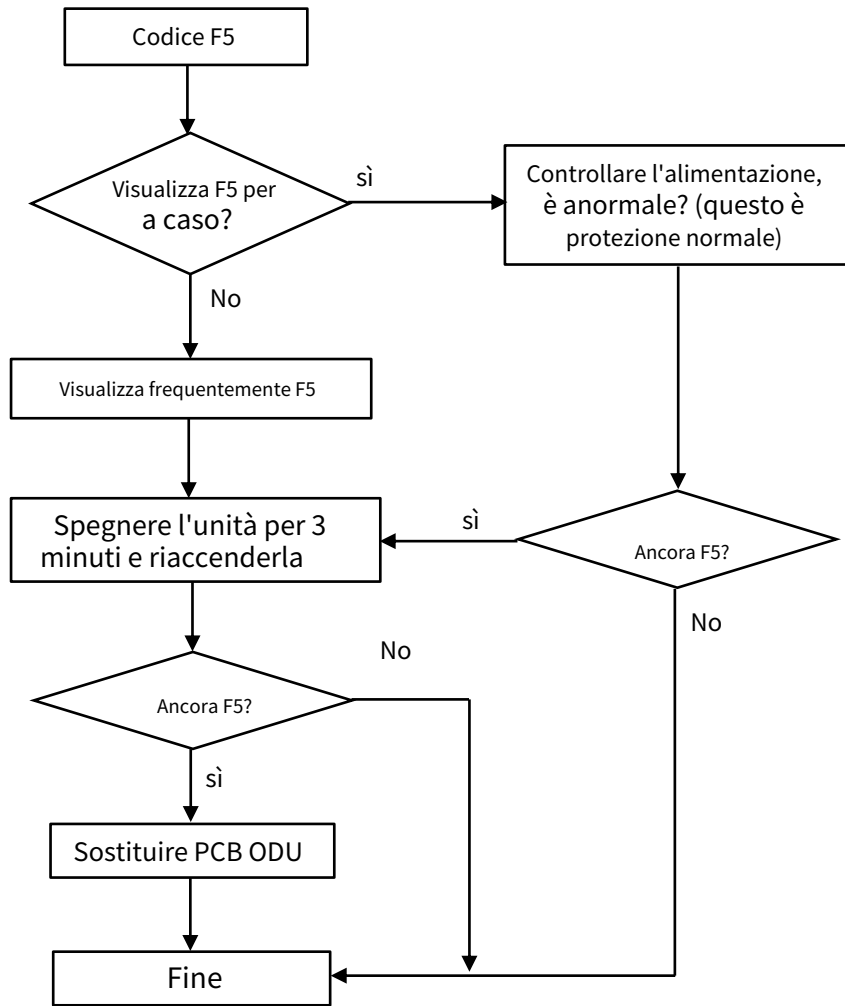 Codice F5
Visualizza F5 per
a caso?
sì
Controllare l'alimentazione,
è anormale? (questo è
protezione normale)
No
Visualizza frequentemente F5
Spegnere l'unità per 3
minuti e riaccenderla
sì
Ancora F5?
No
No
Ancora F5?
sì
Sostituire PCB ODU
Fine